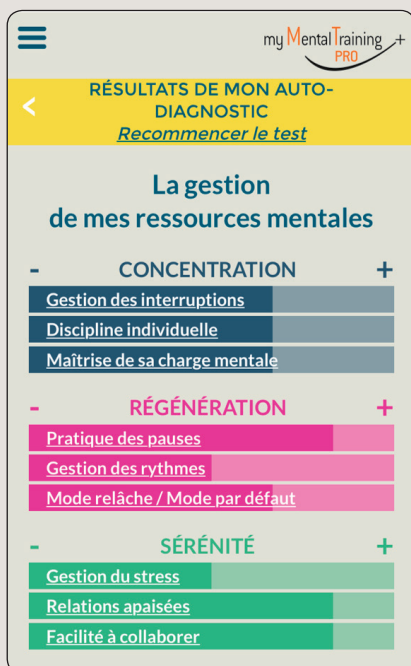 my Mental Training +
PRO
<
RÉSULTATS DE MON AUTO-
DIAGNOSTIC
Recommencer le test
La gestion
de mes ressources mentales
- CONCENTRATION +
Gestion des interruptions
Discipline individuelle
Maîtrise de sa charge mentale
- RÉGÉNÉRATION +
Pratique des pauses
Gestion des rythmes
Mode relâche / Mode par défaut
- SÉRÉNITÉ +
Gestion du stress
Relations apaisées
Facilité à collaborer